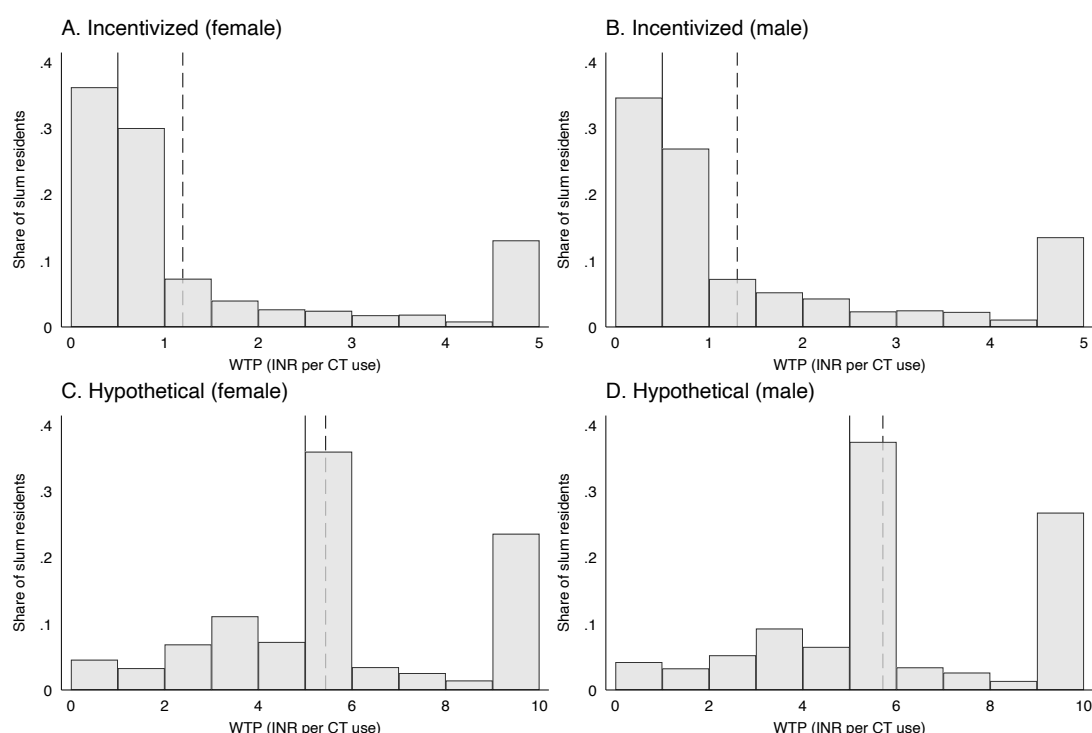 A. Incentivized (female)
.4
.3
.2
.1
0
Share of slum residents
0 1 2 3 4 5
WTP (INR per CT use)
B. Incentivized (male)
.4
.3
.2
.1
0
Share of slum residents
0 1 2 3 4 5
WTP (INR per CT use)
C. Hypothetical (female)
.4
.3
.2
.1
0
Share of slum residents
0 2 4 6 8 10
WTP (INR per CT use)
D. Hypothetical (male)
.4
.3
.2
.1
0
Share of slum residents
0 2 4 6 8 10
WTP (INR per CT use)